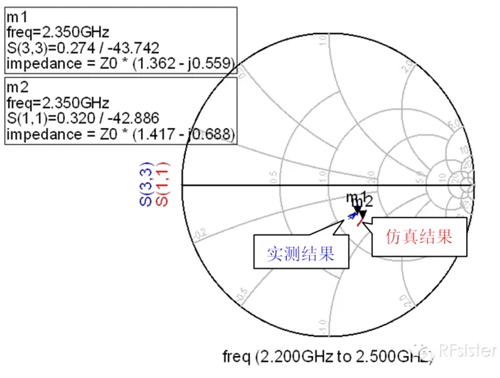 m1
freq=2.350GHz
S(3,3)=0.274 / -43.742
impedance = Z0 * (1.362 - j0.559)
m2
freq=2.350GHz
S(1,1)=0.320 / -42.886
impedance = Z0 * (1.417 - j0.688)
S(3,3)
S(1,1)
m1
m2
实测结果
仿真结果
freq (2.200GHz to 2.500GHz)
RFsister